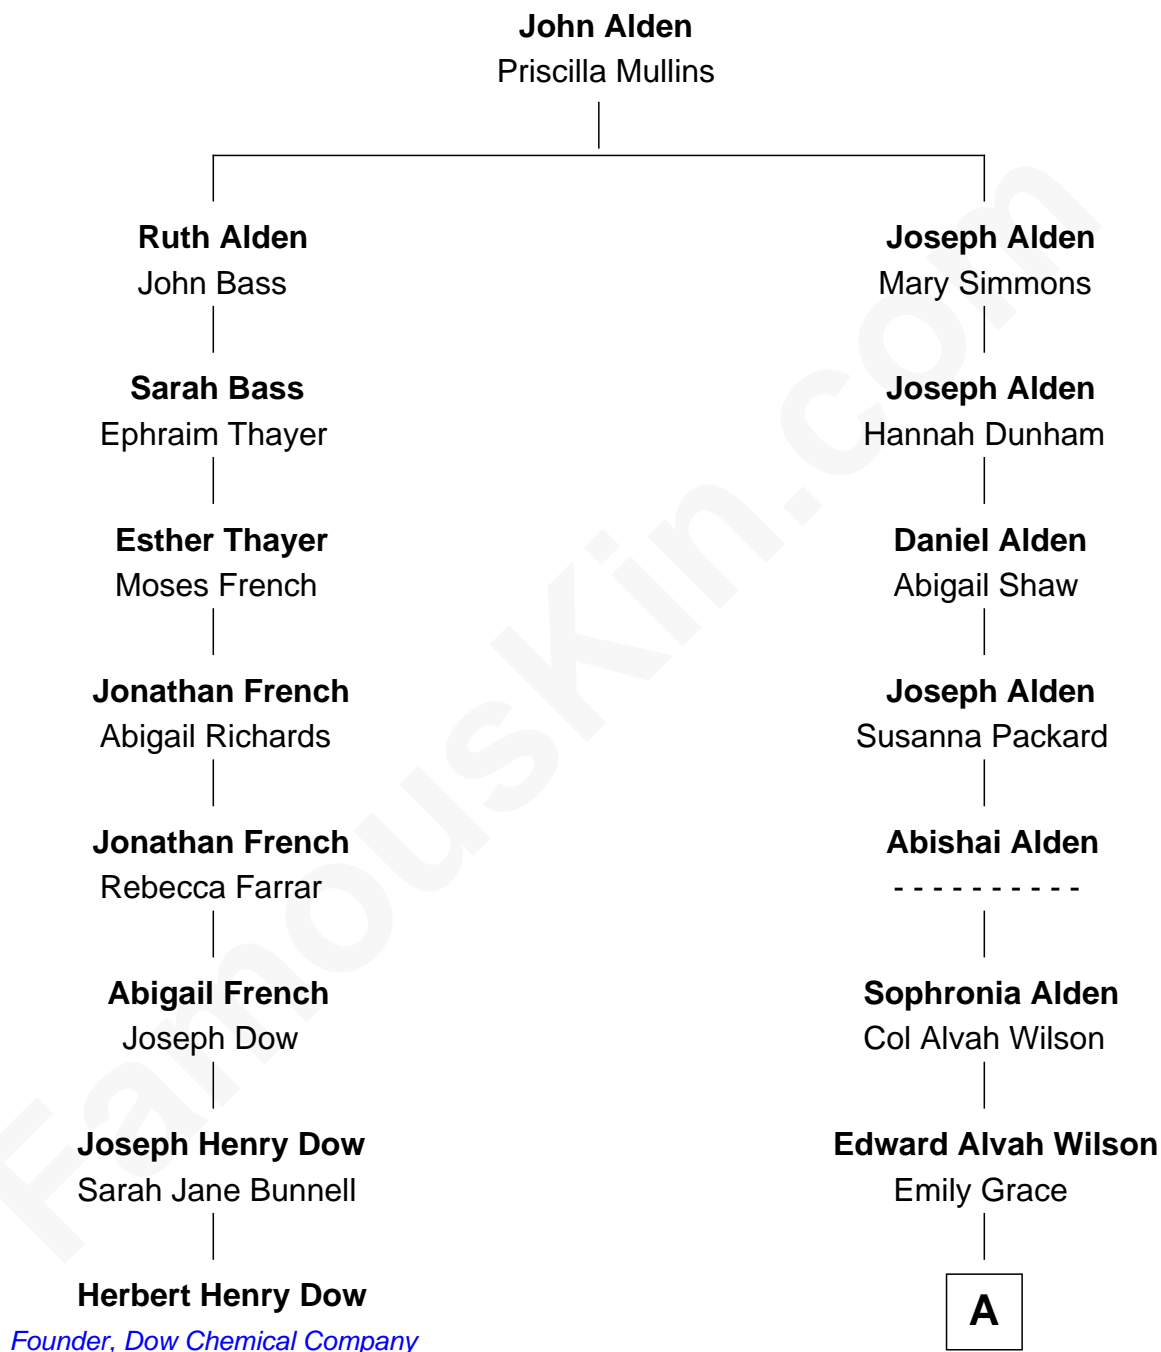 John Alden
Priscilla Mullins
Ruth Alden
John Bass
Joseph Alden
Mary Simmons
Sarah Bass
Ephraim Thayer
Joseph Alden
Hannah Dunham
Esther Thayer
Moses French
Daniel Alden
Abigail Shaw
Jonathan French
Abigail Richards
Joseph Alden
Susanna Packard
Jonathan French
Rebecca Farrar
Abishai Alden
- - - - - - - - - -
Abigail French
Joseph Dow
Sophronia Alden
Col Alvah Wilson
Joseph Henry Dow
Sarah Jane Bunnell
Edward Alvah Wilson
Emily Grace
Herbert Henry Dow
Founder, Dow Chemical Company
A
FamousKin.com